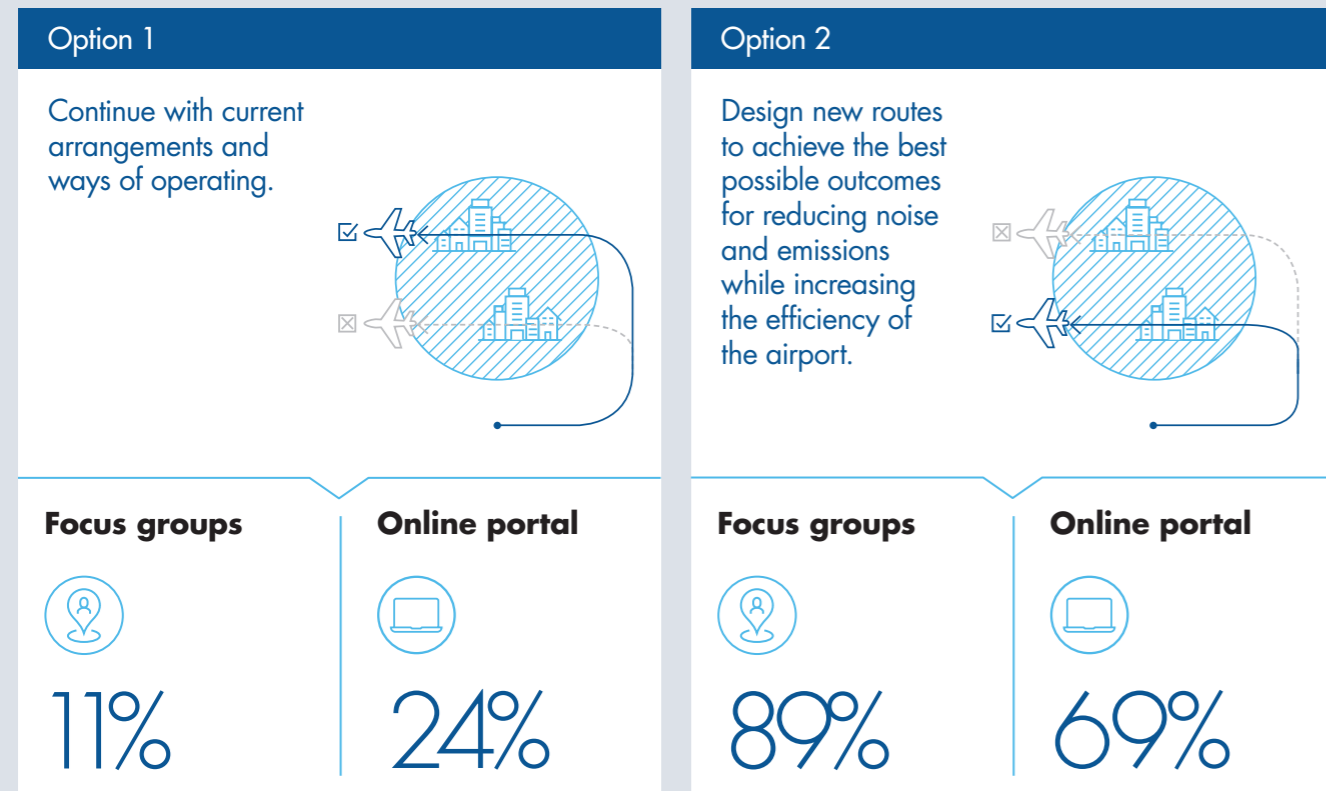 Option 1
Continue with current
arrangements and
ways of operating.
Focus groups
Online portal
11%
24%
Option 2
Design new routes
to achieve the best
possible outcomes
for reducing noise
and emissions
while increasing
the efficiency of
the airport.
Focus groups
Online portal
89%
69%